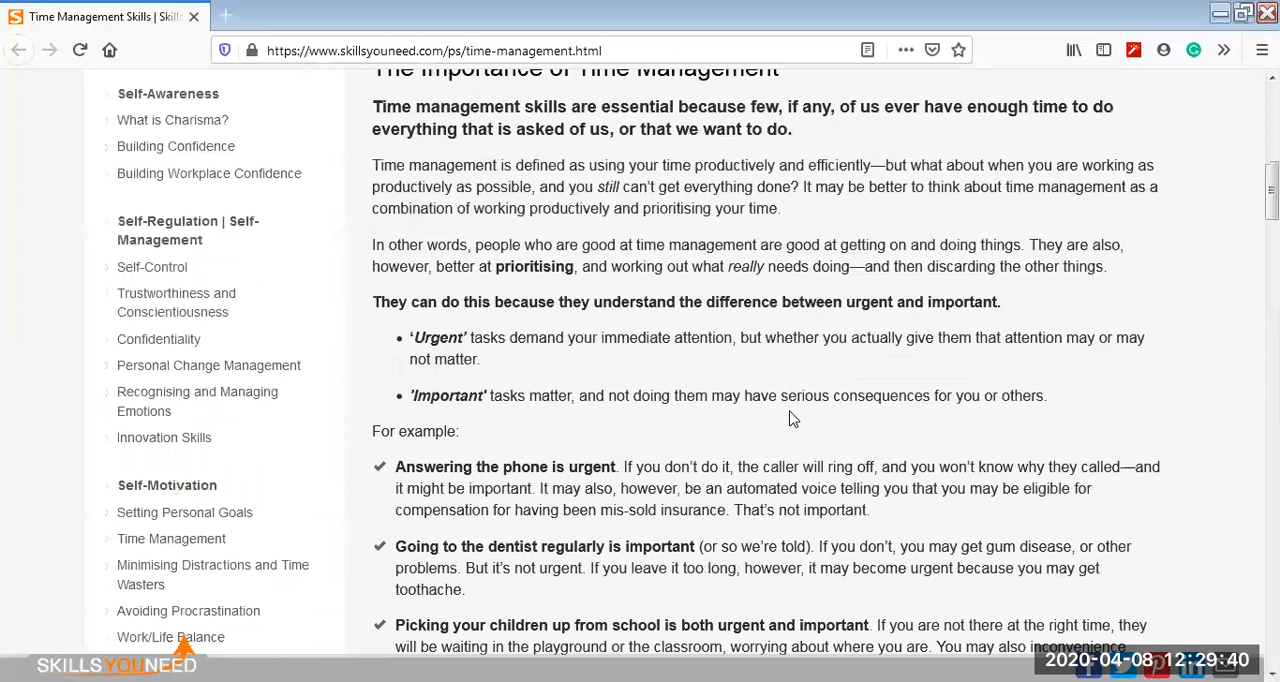 Time Management Skills | Skills
https://www.skillsyouneed.com/ps/time-management.html
Self-Awareness
What is Charisma?
Building Confidence
Building Workplace Confidence
Self-Regulation | Self-
Management
Self-Control
Trustworthiness and
Conscientiousness
Confidentiality
Personal Change Management
Recognising and Managing
Emotions
Innovation Skills
Self-Motivation
Setting Personal Goals
Time Management
Minimising Distractions and Time
Wasters
Avoiding Procrastination
Work/Life Balance
The Importance of Time Management
Time management skills are essential because few, if any, of us ever have enough time to do
everything that is asked of us, or that we want to do.
Time management is defined as using your time productively and efficiently—but what about when you are working as
productively as possible, and you still can’t get everything done? It may be better to think about time management as a
combination of working productively and prioritising your time.
In other words, people who are good at time management are good at getting on and doing things. They are also,
however, better at prioritising, and working out what really needs doing—and then discarding the other things.
They can do this because they understand the difference between urgent and important.
• ‘Urgent’ tasks demand your immediate attention, but whether you actually give them that attention may or may
not matter.
• 'Important' tasks matter, and not doing them may have serious consequences for you or others.
For example:
Answering the phone is urgent. If you don’t do it, the caller will ring off, and you won’t know why they called—and
it might be important. It may also, however, be an automated voice telling you that you may be eligible for
compensation for having been mis-sold insurance. That’s not important.
Going to the dentist regularly is important (or so we’re told). If you don’t, you may get gum disease, or other
problems. But it’s not urgent. If you leave it too long, however, it may become urgent because you may get
toothache.
Picking your children up from school is both urgent and important. If you are not there at the right time, they
will be waiting in the playground or the classroom, worrying about where you are. You may also inconvenience
SKILLSYOUNEED
2020-04-08 12:29:40